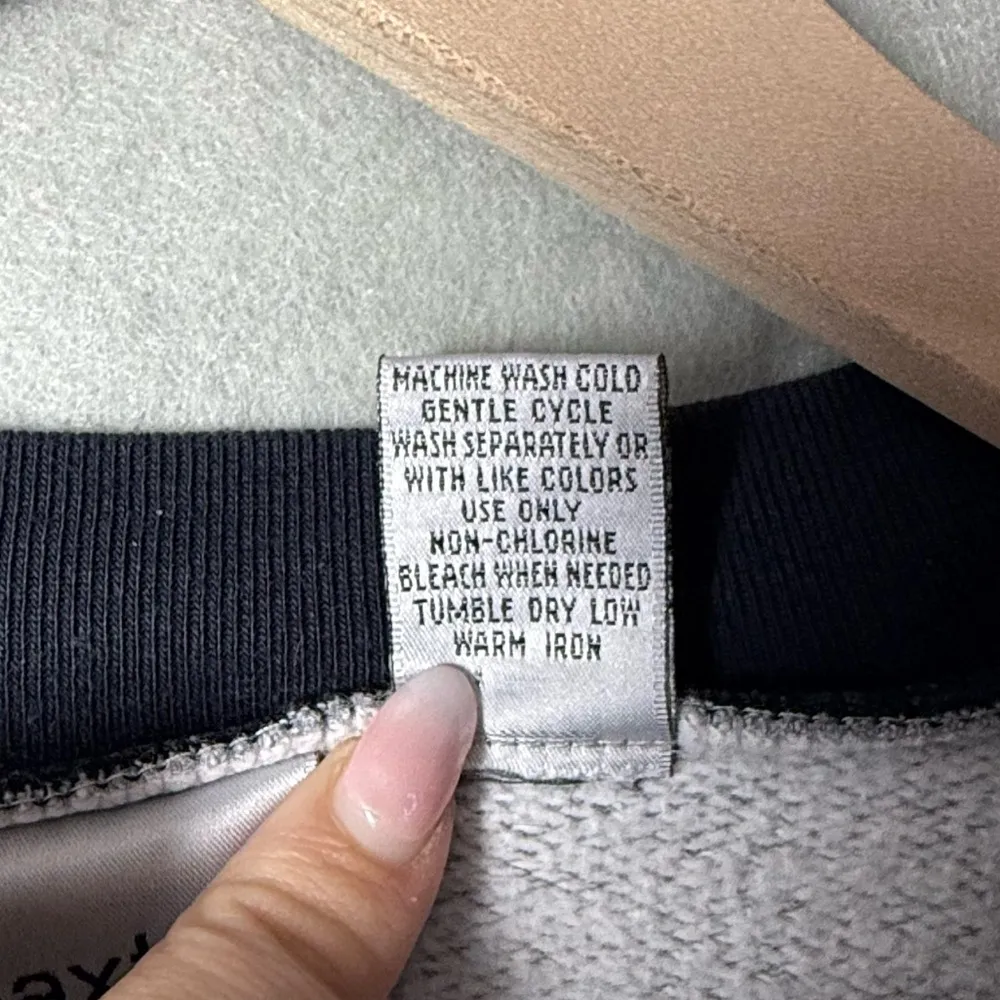 MACHINE WASH COLD
GENTLE CYCLE
WASH SEPARATELY OR
WITH LIKE COLORS
USE ONLY
NON-CHLORINE
BLEACH WHEN NEEDED
TUMBLE DRY LOW
WARM IRON